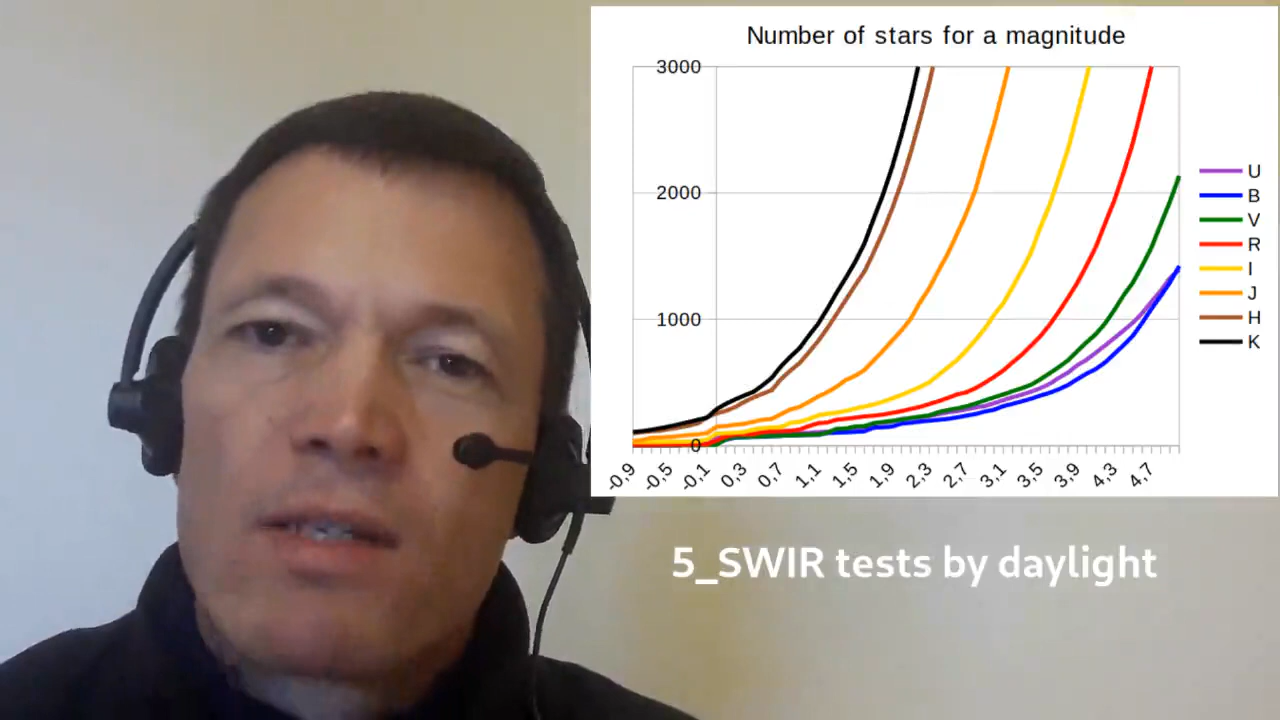 Number of stars for a magnitude
3000
2000
1000
0
-0,9
-0,5
-0,1
0,3
0,7
1,1
1,5
1,9
2,3
2,7
3,1
3,5
3,9
4,3
4,7
U
B
V
R
I
J
H
K
5_SWIR tests by daylight